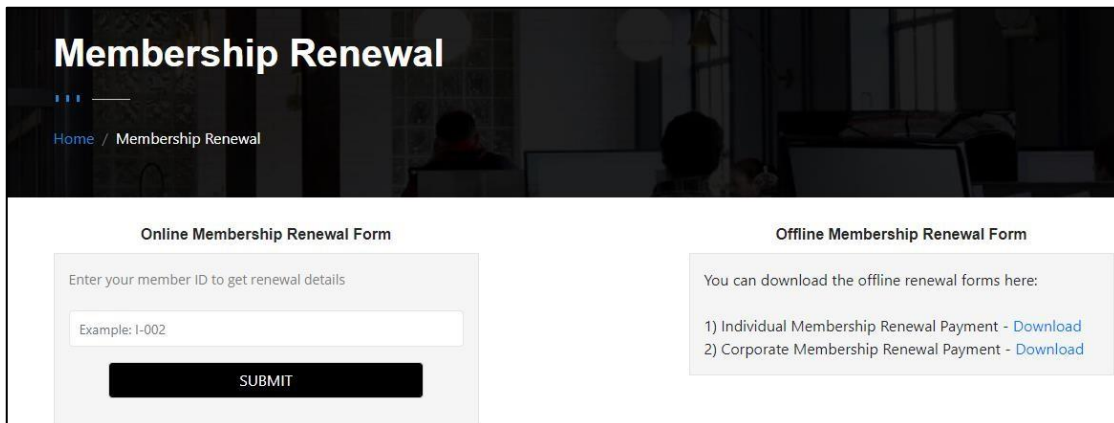 Membership Renewal
Home / Membership Renewal
Online Membership Renewal Form
Enter your member ID to get renewal details
Example: I-002
SUBMIT
Offline Membership Renewal Form
You can download the offline renewal forms here:
1) Individual Membership Renewal Payment - Download
2) Corporate Membership Renewal Payment - Download